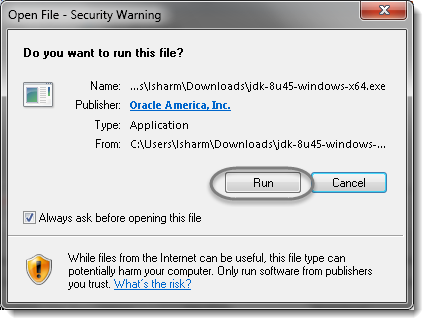 Open File - Security Warning
Do you want to run this file?
Name: ...s\lsharm\Downloads\jdk-8u45-windows-x64.exe
Publisher: Oracle America, Inc.
Type: Application
From: C:\Users\lsharm\Downloads\jdk-8u45-windows-...
Run Cancel
Always ask before opening this file
While files from the Internet can be useful, this file type can
potentially harm your computer. Only run software from publishers
you trust. What's the risk?